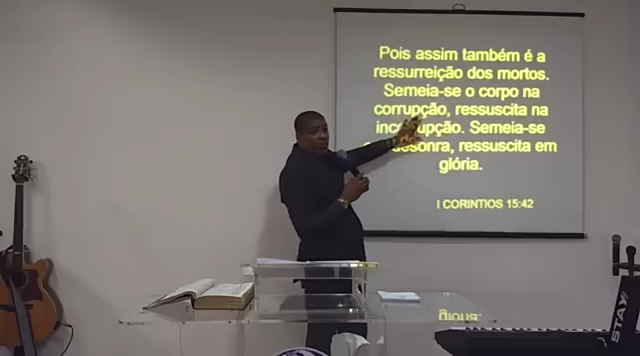 Pois assim também é a
ressurreição dos mortos.
Semeia-se o corpo na
corrupção, ressuscita na
Semeia-se
ressuscita em
glória.
I CORINTIOS 15:42
STAY